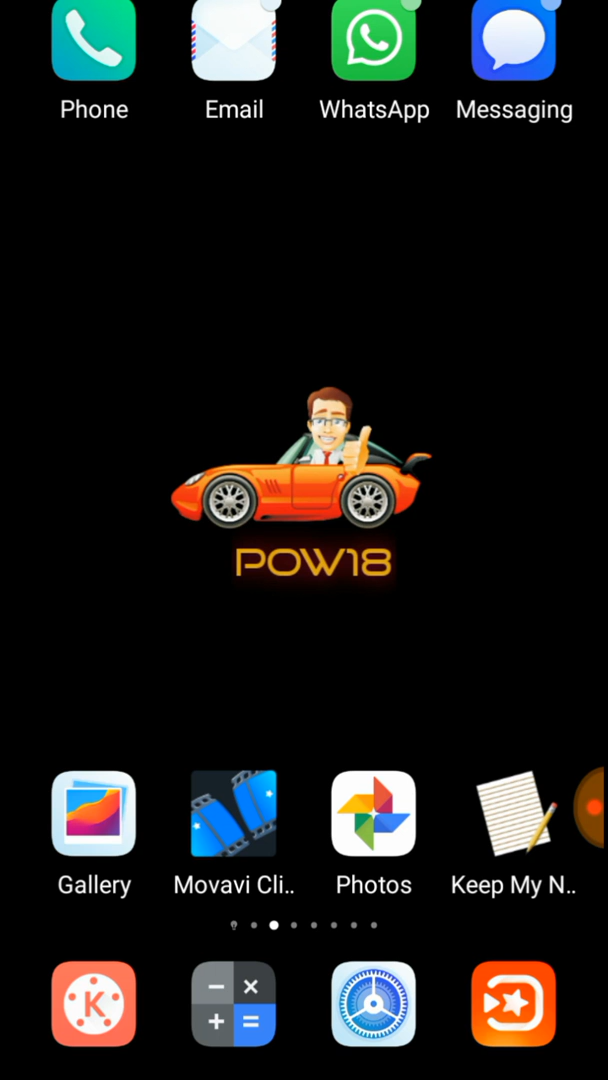 Phone Email WhatsApp Messaging
POW18
Gallery Movavi Cli.. Photos Keep My N..
K
− × + =